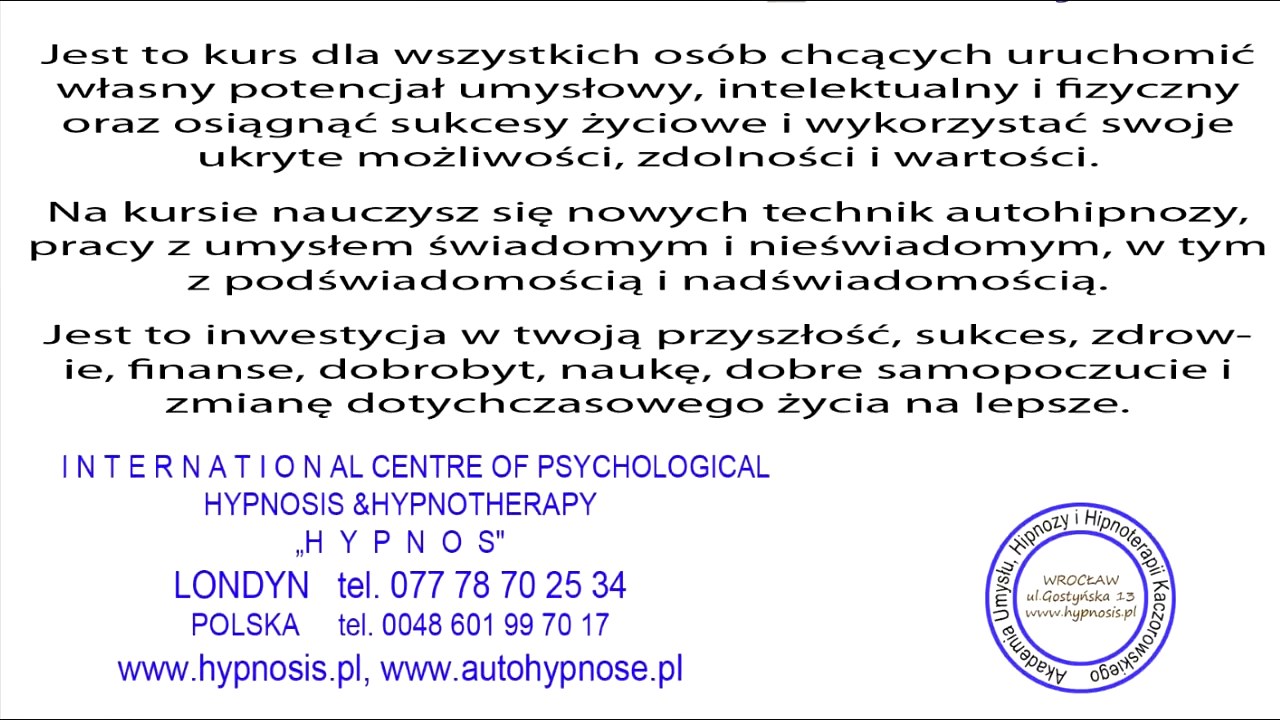 Jest to kurs dla wszystkich osób chcących uruchomić
własny potencjał umysłowy, intelektualny i fizyczny
oraz osiągnąć sukcesy życiowe i wykorzystać swoje
ukryte możliwości, zdolności i wartości.
Na kursie nauczysz się nowych technik autohipnozy,
pracy z umysłem świadomym i nieświadomym, w tym
z podświadomością i nadświadomością.
Jest to inwestycja w twoją przyszłość, sukces, zdrow-
ie, finanse, dobrobyt, naukę, dobre samopoczucie i
zmianę dotychczasowego życia na lepsze.
I N T E R N A T I O N AL CENTRE OF PSYCHOLOGICAL
HYPNOSIS &HYPNOTHERAPY
„H Y P N O S"
LONDYN tel. 077 78 70 25 34
POLSKA tel. 0048 601 99 70 17
www.hypnosis.pl, www.autohypnose.pl
Akademia Umysłu, Hipnozy i Hipnoterapii Kaczorowskiego
WROCŁAW
ul.Gostyńska 13
www.hypnosis.pl